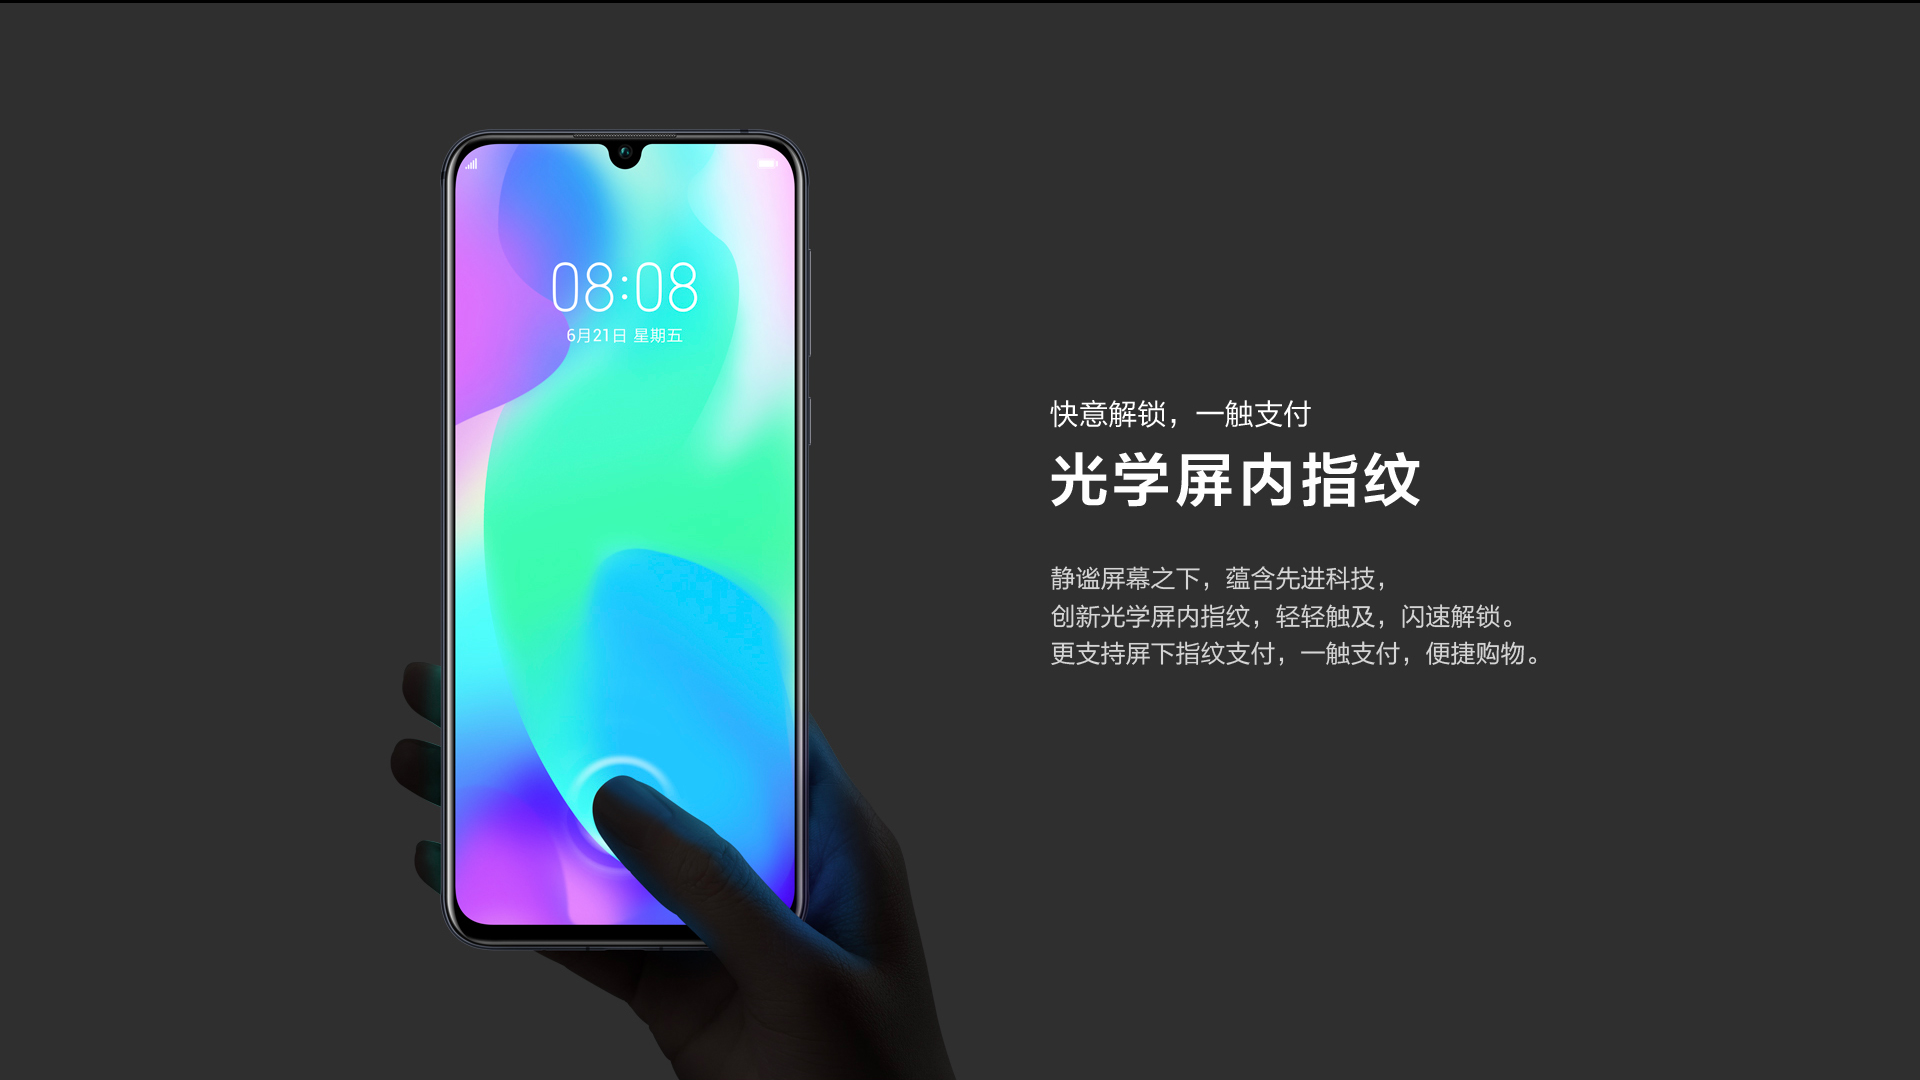 08:08
6月21日 星期五
快意解锁，一触支付
光学屏内指纹
静谧屏幕之下，蕴含先进科技，
创新光学屏内指纹，轻轻触及，闪速解锁。
更支持屏下指纹支付，一触支付，便捷购物。